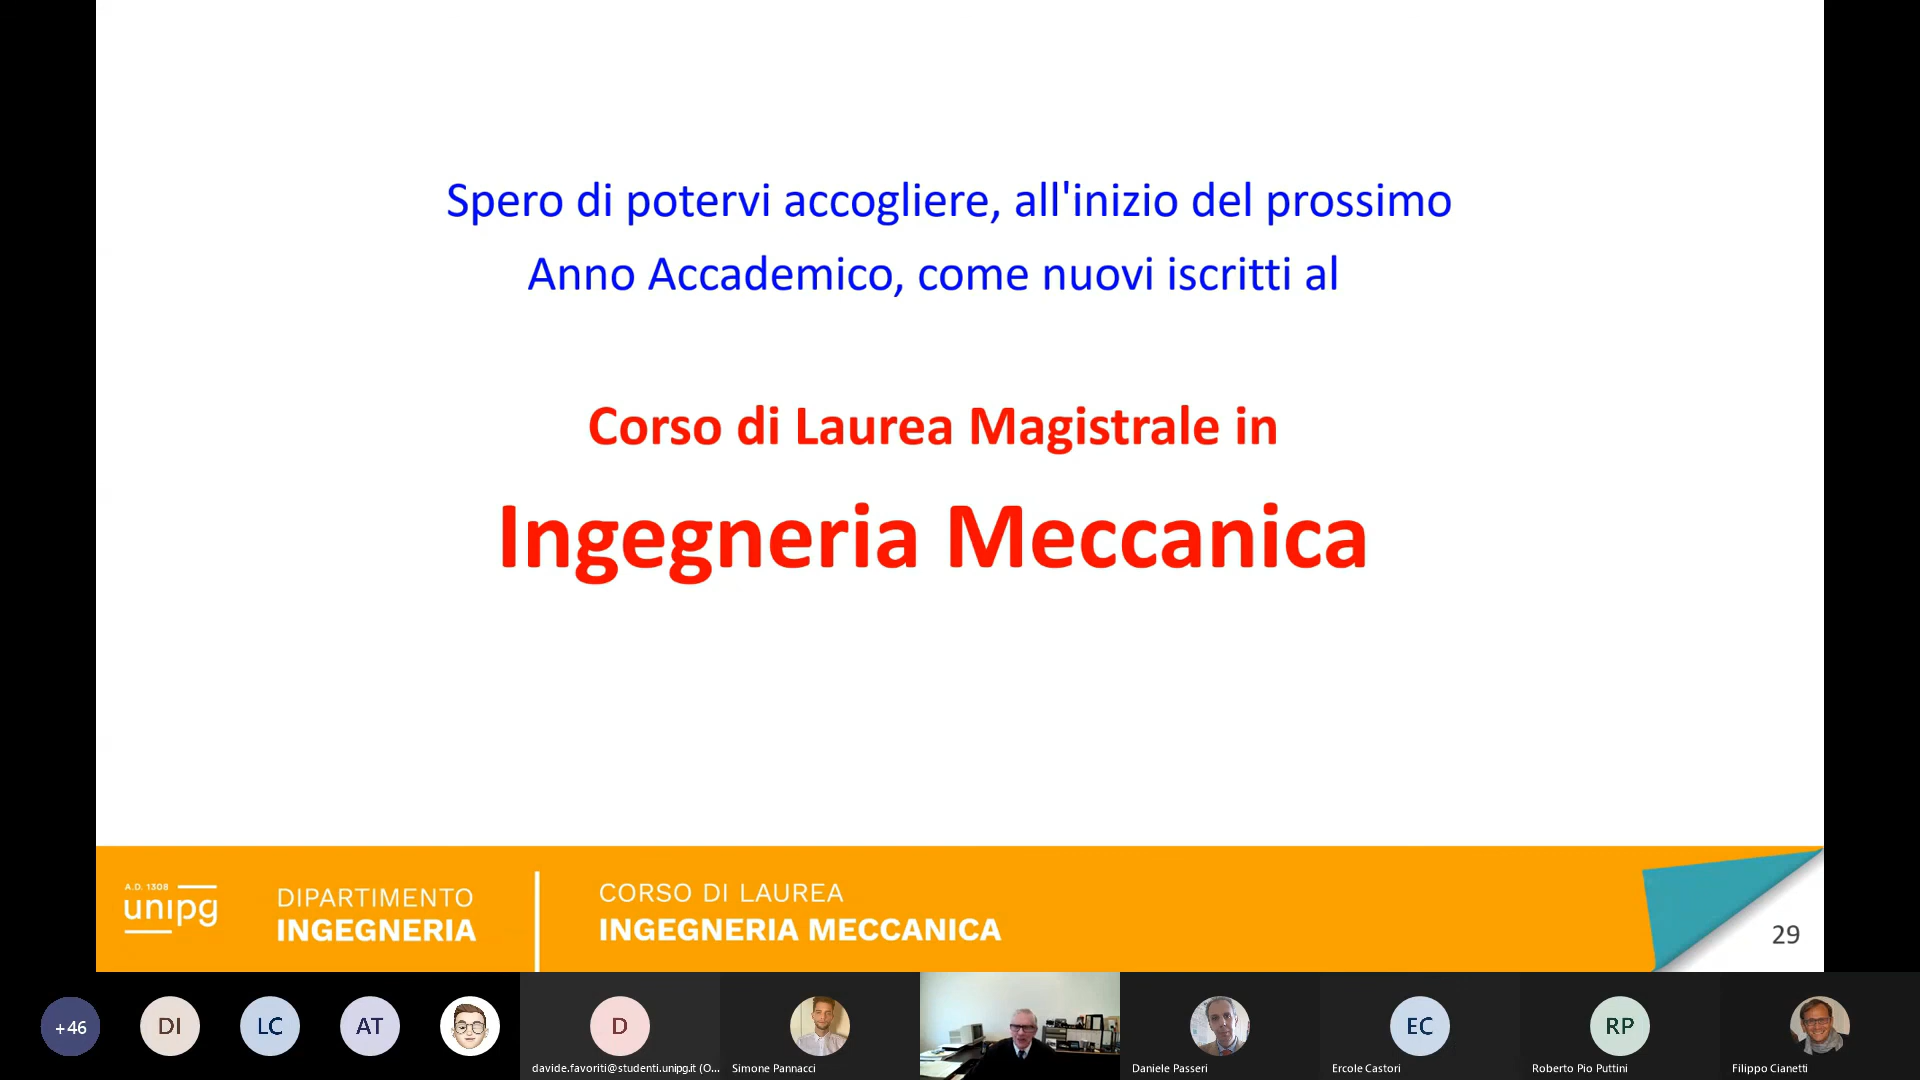 Spero di potervi accogliere, all'inizio del prossimo
Anno Accademico, come nuovi iscritti al
Corso di Laurea Magistrale in
Ingegneria Meccanica
A.D. 1308
unipg
DIPARTIMENTO
INGEGNERIA
CORSO DI LAUREA
INGEGNERIA MECCANICA
29
+46
DI
LC
AT
D
EC
RP
davide.favoriti@studenti.unipg.it (O...
Simone Pannacci
Daniele Passeri
Ercole Castori
Roberto Pio Puttini
Filippo Cianetti